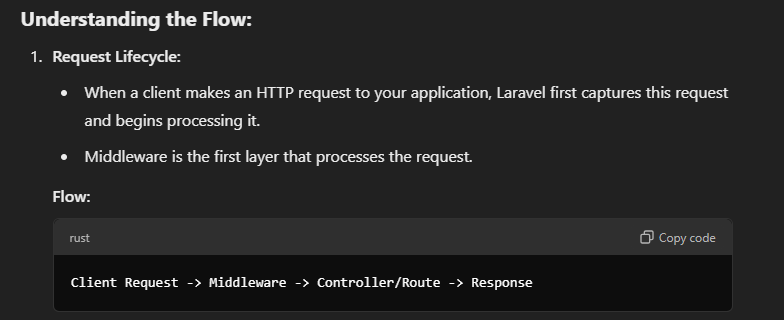 Understanding the Flow:
1. Request Lifecycle:
• When a client makes an HTTP request to your application, Laravel first captures this request
and begins processing it.
• Middleware is the first layer that processes the request.
Flow:
rust Copy code
Client Request -> Middleware -> Controller/Route -> Response